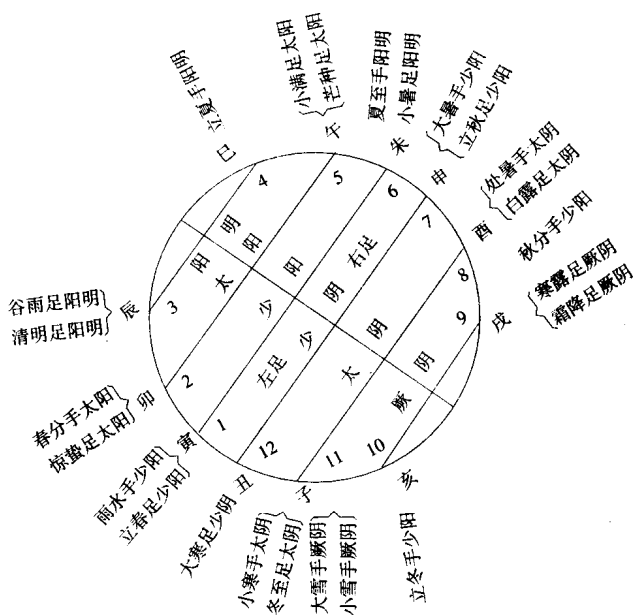 小满足太阳
芒种足太阳
午
夏至手阳明
小暑足阳明
朱
大暑手少阳
立秋足少阳
申
处暑手太阴
白露足太阴
酉
秋分手少阳
寒露足厥阴
霜降足厥阴
戌
立冬手少阳
亥
小雪手厥阴
大雪手厥阴
子
冬至足太阴
小寒手太阴
大寒足少阴
丑
立春足少阳
雨水手少阳
寅
惊蛰足太阳
春分手太阳
卯
清明足阳明
谷雨足阳明
辰
立夏手阳明
巳
4
5
6
7
8
9
10
11
12
1
2
3
阳明
太阳
少阳
左足
右足
少阴
太阴
厥阴